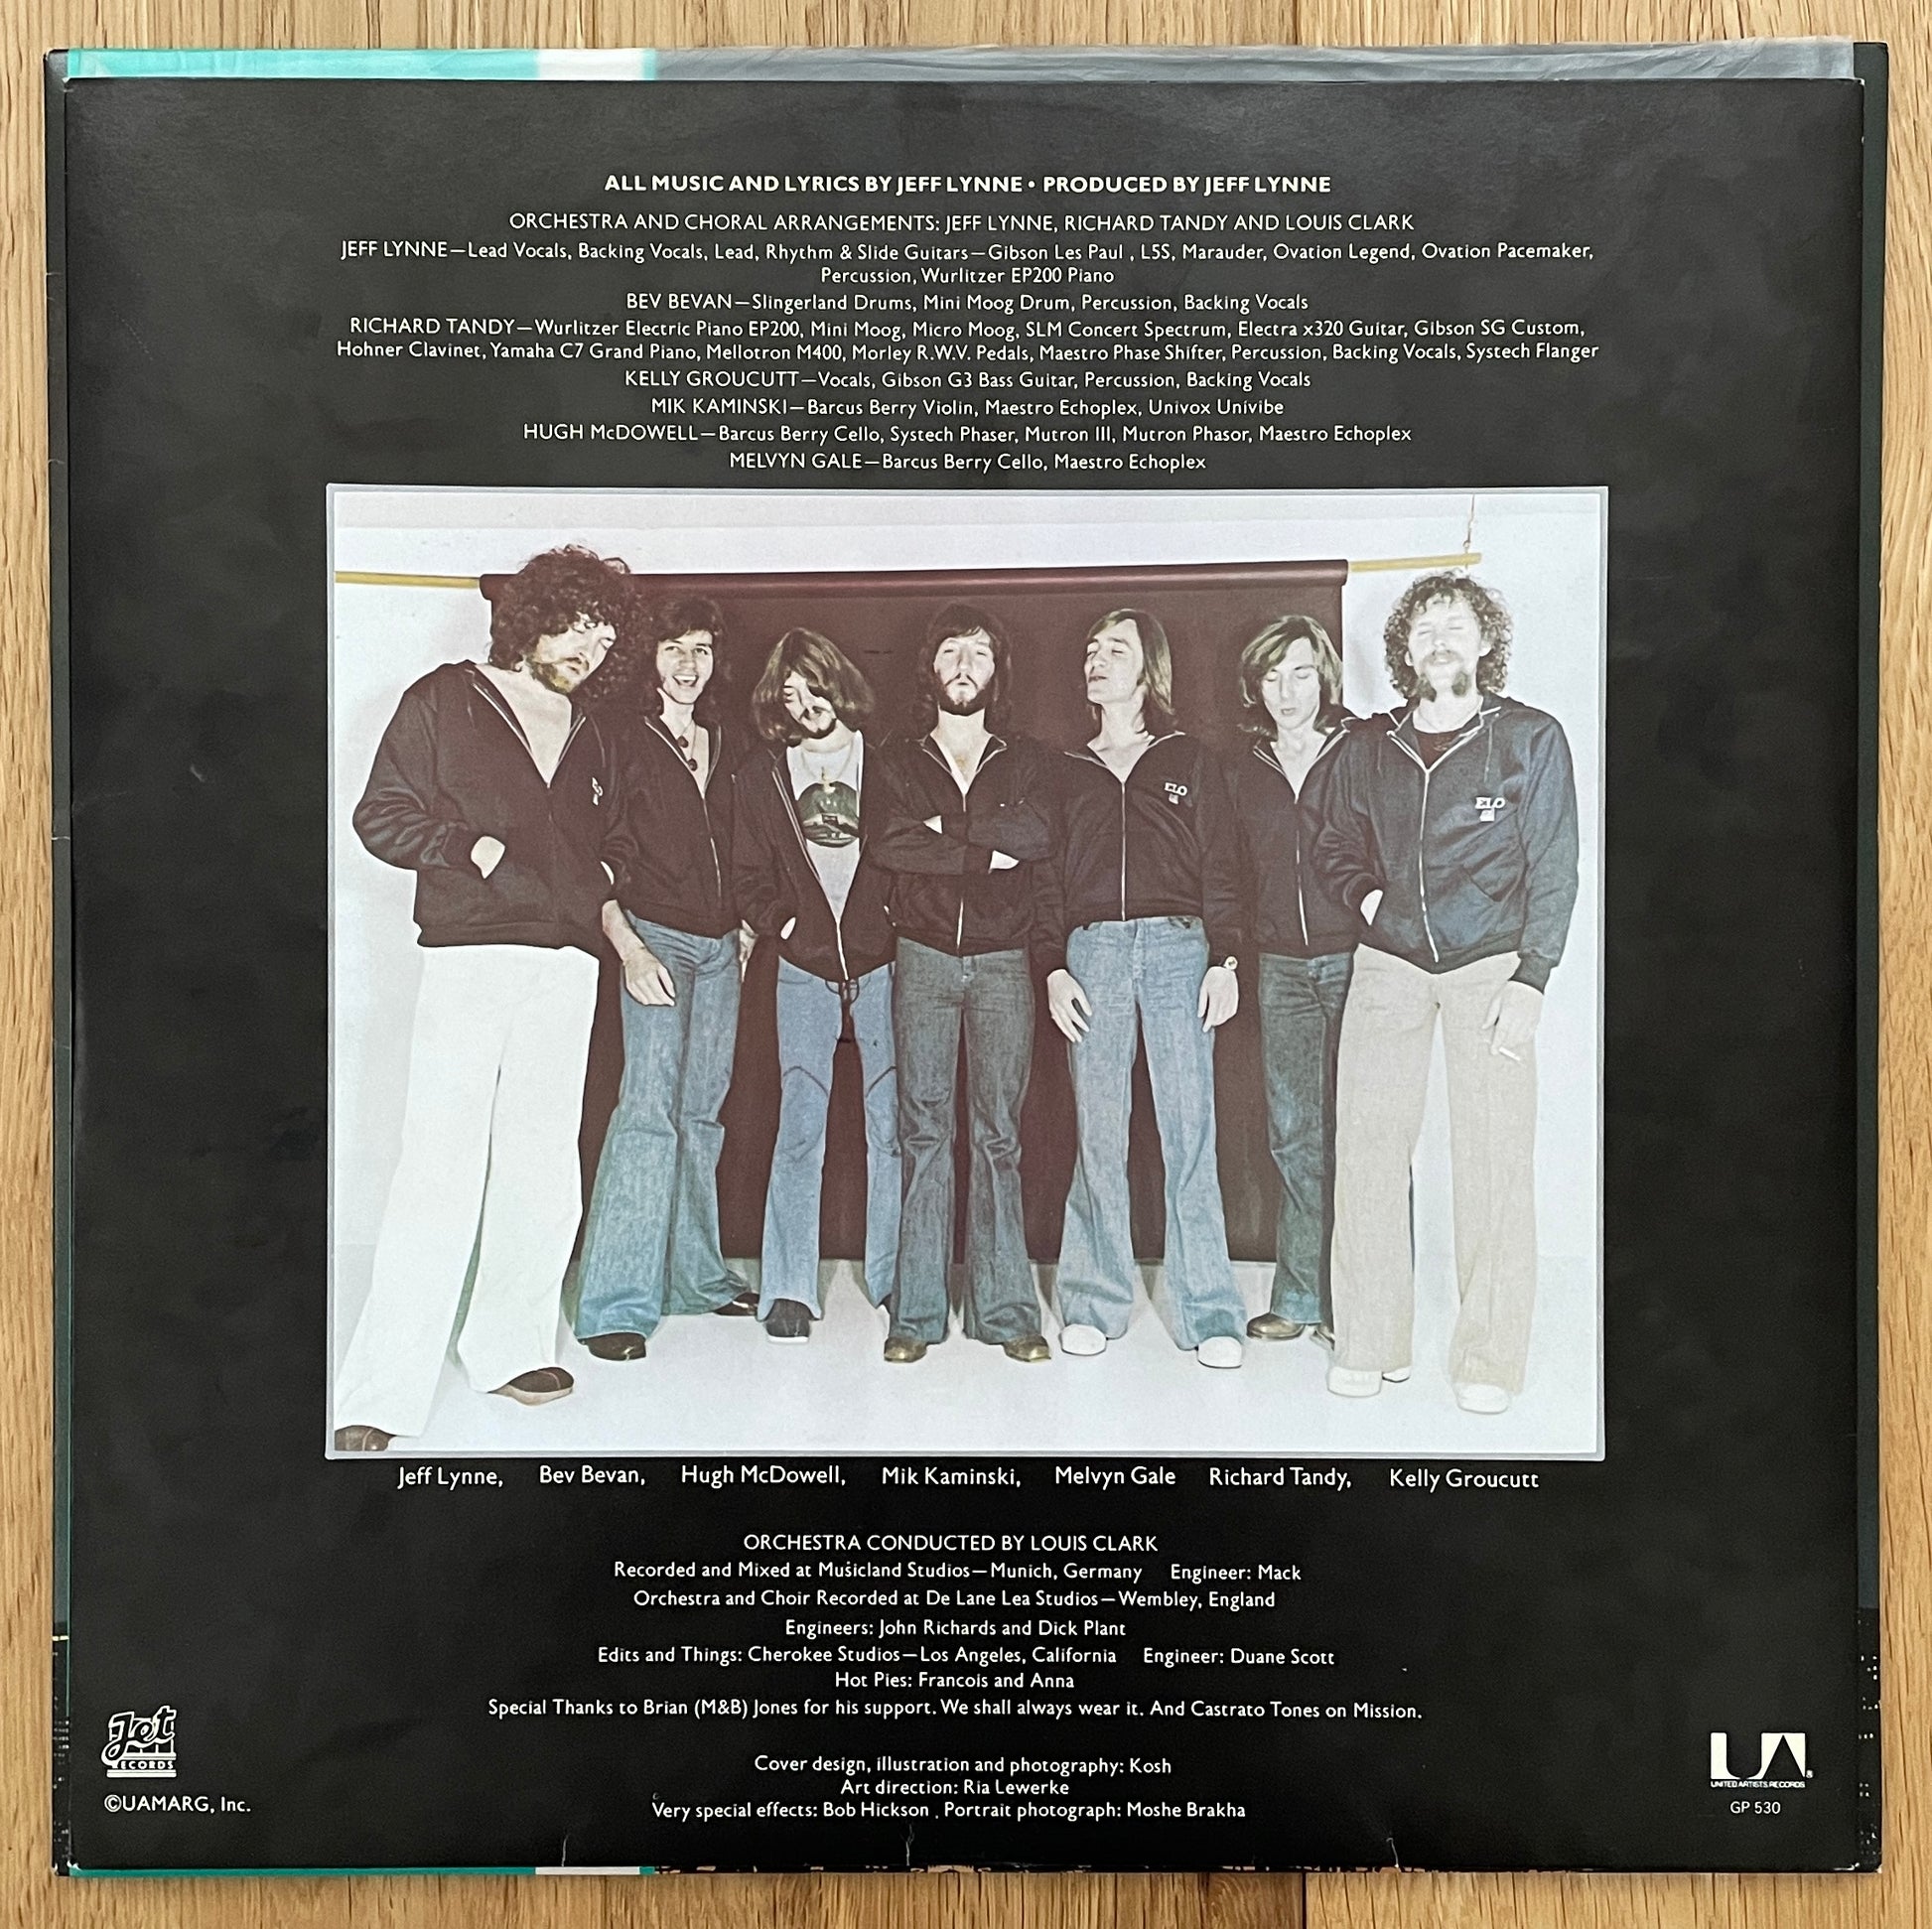 ALL MUSIC AND LYRICS BY JEFF LYNNE • PRODUCED BY JEFF LYNNE
ORCHESTRA AND CHORAL ARRANGEMENTS: JEFF LYNNE, RICHARD TANDY AND LOUIS CLARK
JEFF LYNNE—Lead Vocals, Backing Vocals, Lead, Rhythm & Slide Guitars—Gibson Les Paul , L5S, Marauder, Ovation Legend, Ovation Pacemaker,
Percussion, Wurlitzer EP200 Piano
BEV BEVAN—Slingerland Drums, Mini Moog Drum, Percussion, Backing Vocals
RICHARD TANDY—Wurlitzer Electric Piano EP200, Mini Moog, Micro Moog, SLM Concert Spectrum, Electra x320 Guitar, Gibson SG Custom,
Hohner Clavinet, Yamaha C7 Grand Piano, Mellotron M400, Morley R.W.V. Pedals, Maestro Phase Shifter, Percussion, Backing Vocals, Systech Flanger
KELLY GROUCUTT—Vocals, Gibson G3 Bass Guitar, Percussion, Backing Vocals
MIK KAMINSKI—Barcus Berry Violin, Maestro Echoplex, Univox Univibe
HUGH McDOWELL—Barcus Berry Cello, Systech Phaser, Mutron III, Mutron Phasor, Maestro Echoplex
MELVYN GALE—Barcus Berry Cello, Maestro Echoplex
ELO
ELO
Jeff Lynne, Bev Bevan, Hugh McDowell, Mik Kaminski, Melvyn Gale Richard Tandy, Kelly Groucutt
ORCHESTRA CONDUCTED BY LOUIS CLARK
Recorded and Mixed at Musicland Studios—Munich, Germany Engineer: Mack
Orchestra and Choir Recorded at De Lane Lea Studios—Wembley, England
Engineers: John Richards and Dick Plant
Edits and Things: Cherokee Studios—Los Angeles, California Engineer: Duane Scott
Hot Pies: Francois and Anna
Special Thanks to Brian (M&B) Jones for his support. We shall always wear it. And Castrato Tones on Mission.
Cover design, illustration and photography: Kosh
Art direction: Ria Lewerke
Very special effects: Bob Hickson , Portrait photograph: Moshe Brakha
Jet
RECORDS
©UAMARG, Inc.
UA
UNITED ARTISTS RECORDS
GP 530